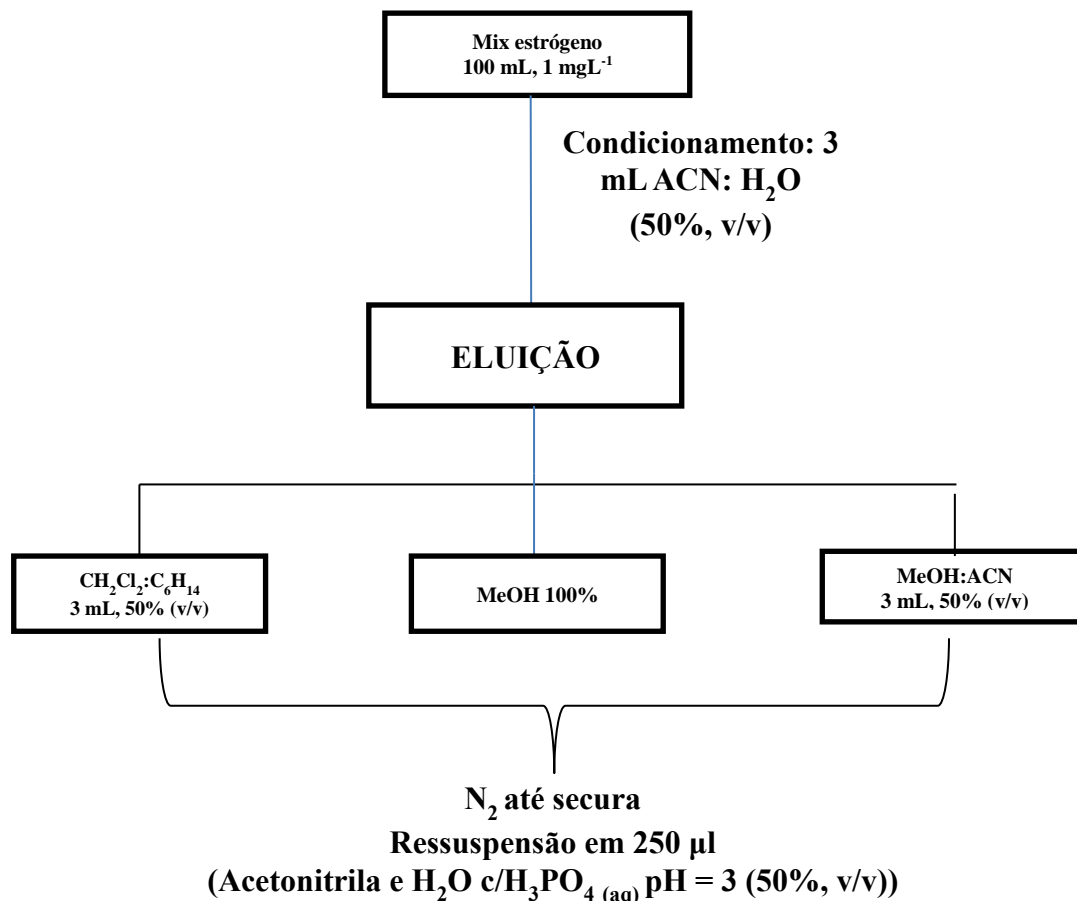 Mix estrógeno
100 mL, 1 mgL⁻¹
Condicionamento: 3
mL ACN: H₂O
(50%, v/v)
ELUIÇÃO
CH₂Cl₂:C₆H₁₄
3 mL, 50% (v/v)
MeOH 100%
MeOH:ACN
3 mL, 50% (v/v)
N₂ até secura
Ressuspensão em 250 µl
(Acetonitrila e H₂O c/H₃PO₄ (aq) pH = 3 (50%, v/v))